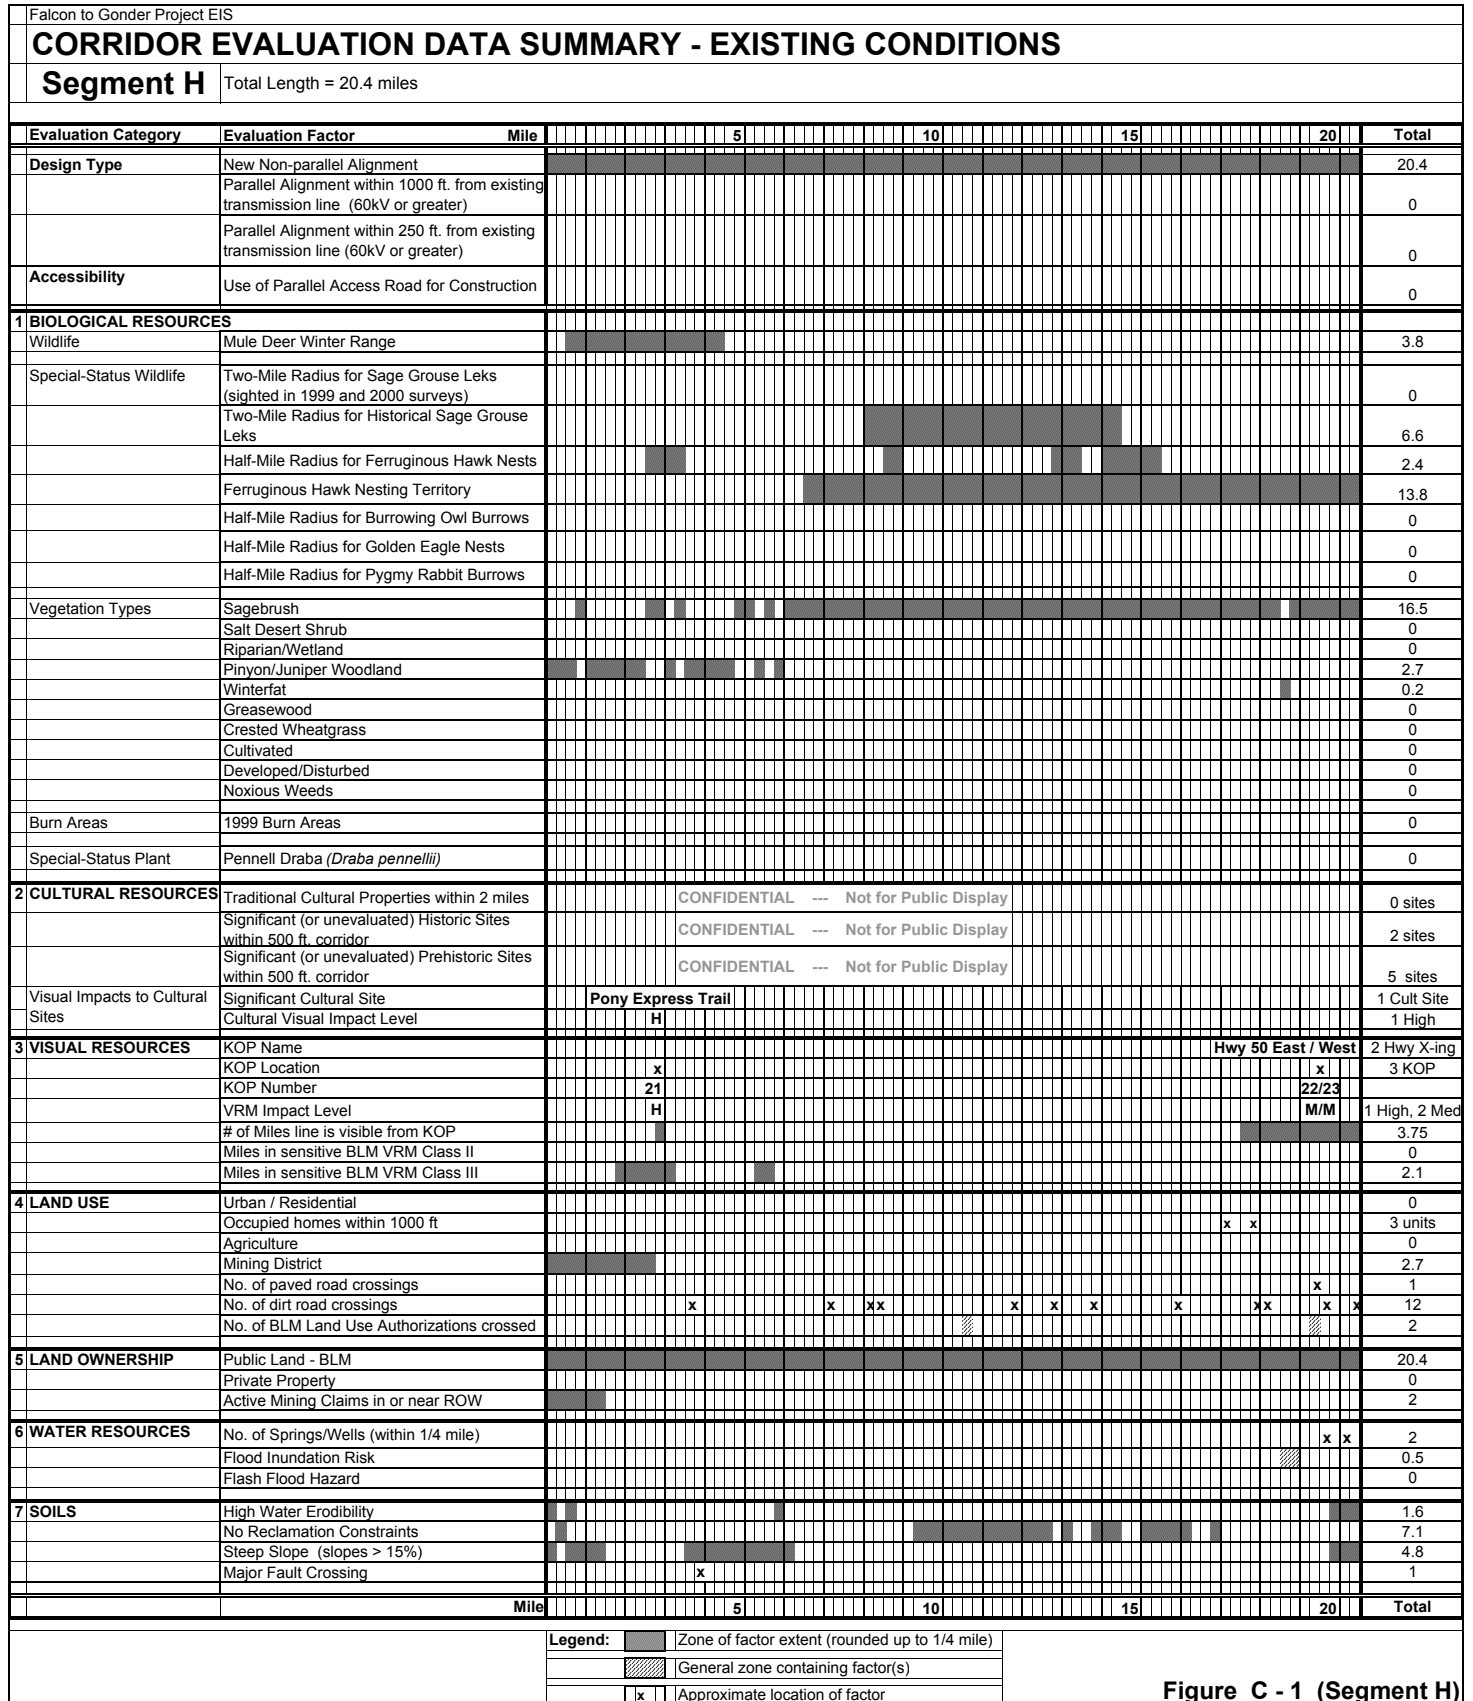 Falcon to Gonder Project EIS
CORRIDOR EVALUATION DATA SUMMARY - EXISTING CONDITIONS
Segment H Total Length = 20.4 miles
Evaluation Category Evaluation Factor Mile 5 10 15 20 Total
Design Type New Non-parallel Alignment 20.4
Parallel Alignment within 1000 ft. from existing
transmission line (60kV or greater) 0
Parallel Alignment within 250 ft. from existing
transmission line (60kV or greater) 0
Accessibility Use of Parallel Access Road for Construction 0
1 BIOLOGICAL RESOURCES
Wildlife Mule Deer Winter Range 3.8
Special-Status Wildlife Two-Mile Radius for Sage Grouse Leks
(sighted in 1999 and 2000 surveys) 0
Two-Mile Radius for Historical Sage Grouse
Leks 6.6
Half-Mile Radius for Ferruginous Hawk Nests 2.4
Ferruginous Hawk Nesting Territory 13.8
Half-Mile Radius for Burrowing Owl Burrows 0
Half-Mile Radius for Golden Eagle Nests 0
Half-Mile Radius for Pygmy Rabbit Burrows 0
Vegetation Types Sagebrush 16.5
Salt Desert Shrub 0
Riparian/Wetland 0
Pinyon/Juniper Woodland 2.7
Winterfat 0.2
Greasewood 0
Crested Wheatgrass 0
Cultivated 0
Developed/Disturbed 0
Noxious Weeds 0
Burn Areas 1999 Burn Areas 0
Special-Status Plant Pennell Draba (Draba pennellii) 0
2 CULTURAL RESOURCES Traditional Cultural Properties within 2 miles CONFIDENTIAL --- Not for Public Display 0 sites
Significant (or unevaluated) Historic Sites
within 500 ft. corridor CONFIDENTIAL --- Not for Public Display 2 sites
Significant (or unevaluated) Prehistoric Sites
within 500 ft. corridor CONFIDENTIAL --- Not for Public Display 5 sites
Visual Impacts to Cultural Significant Cultural Site Pony Express Trail 1 Cult Site
Sites Cultural Visual Impact Level H 1 High
3 VISUAL RESOURCES KOP Name Hwy 50 East / West 2 Hwy X-ing
KOP Location x x 3 KOP
KOP Number 21 22/23
VRM Impact Level H M/M 1 High, 2 Med
# of Miles line is visible from KOP 3.75
Miles in sensitive BLM VRM Class II 0
Miles in sensitive BLM VRM Class III 2.1
4 LAND USE Urban / Residential 0
Occupied homes within 1000 ft x x 3 units
Agriculture 0
Mining District 2.7
No. of paved road crossings x 1
No. of dirt road crossings x x x x x x x x x x x x 12
No. of BLM Land Use Authorizations crossed 2
5 LAND OWNERSHIP Public Land - BLM 20.4
Private Property 0
Active Mining Claims in or near ROW 2
6 WATER RESOURCES No. of Springs/Wells (within 1/4 mile) x x 2
Flood Inundation Risk 0.5
Flash Flood Hazard 0
7 SOILS High Water Erodibility 1.6
No Reclamation Constraints 7.1
Steep Slope (slopes > 15%) 4.8
Major Fault Crossing x 1
Mile 5 10 15 20 Total
Legend: Zone of factor extent (rounded up to 1/4 mile)
General zone containing factor(s)
x Approximate location of factor
Figure C - 1 (Segment H)